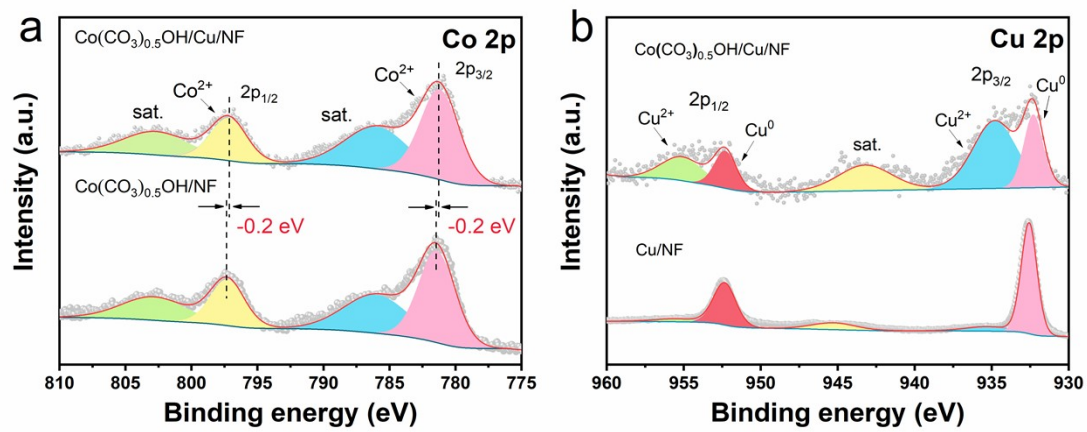 a
Co 2p
Co(CO₃)₀.₅OH/Cu/NF
Co²⁺
2p₁/₂
sat.
Co²⁺
2p₃/₂
sat.
Co(CO₃)₀.₅OH/NF
-0.2 eV
-0.2 eV
Intensity (a.u.)
810 805 800 795 790 785 780 775
Binding energy (eV)
b
Cu 2p
Co(CO₃)₀.₅OH/Cu/NF
Cu²⁺
2p₁/₂
Cu⁰
sat.
2p₃/₂
Cu²⁺
Cu⁰
Cu/NF
Intensity (a.u.)
960 955 950 945 940 935 930
Binding energy (eV)